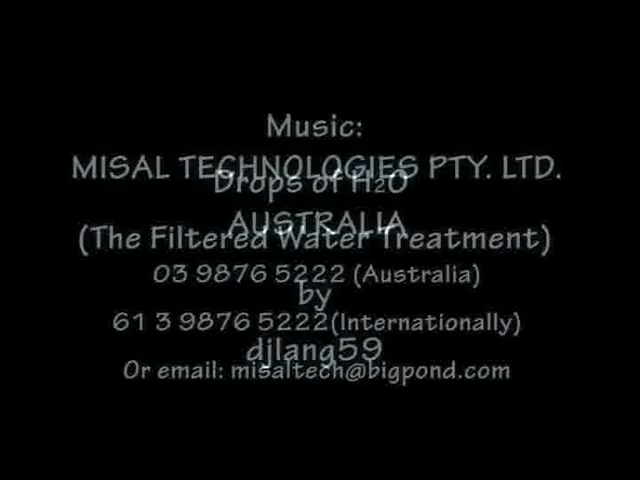 Music:
MISAL TECHNOLOGIES PTY. LTD.
Drops of H₂O
AUSTRALIA
(The Filtered Water Treatment)
03 9876 5222 (Australia)
by
61 3 9876 5222(Internationally)
djlang59
Or email: misaltech@bigpond.com